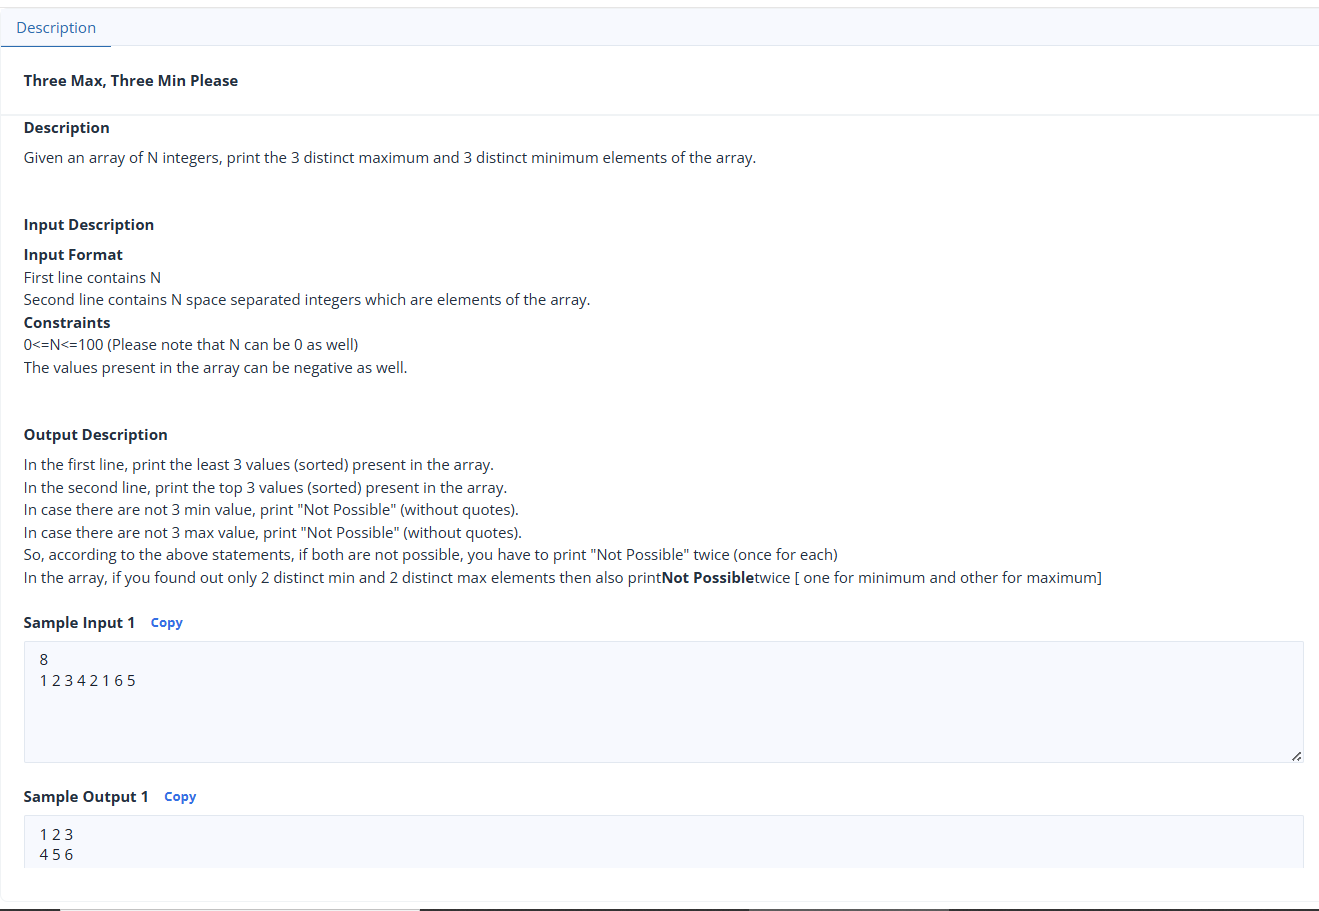 Description
Three Max, Three Min Please
Description
Given an array of N integers, print the 3 distinct maximum and 3 distinct minimum elements of the array.
Input Description
Input Format
First line contains N
Second line contains N space separated integers which are elements of the array.
Constraints
0<=N<=100 (Please note that N can be 0 as well)
The values present in the array can be negative as well.
Output Description
In the first line, print the least 3 values (sorted) present in the array.
In the second line, print the top 3 values (sorted) present in the array.
In case there are not 3 min value, print "Not Possible" (without quotes).
In case there are not 3 max value, print "Not Possible" (without quotes).
So, according to the above statements, if both are not possible, you have to print "Not Possible" twice (once for each)
In the array, if you found out only 2 distinct min and 2 distinct max elements then also printNot Possibletwice [ one for minimum and other for maximum]
Sample Input 1 Copy
8
1 2 3 4 2 1 6 5
Sample Output 1 Copy
1 2 3
4 5 6